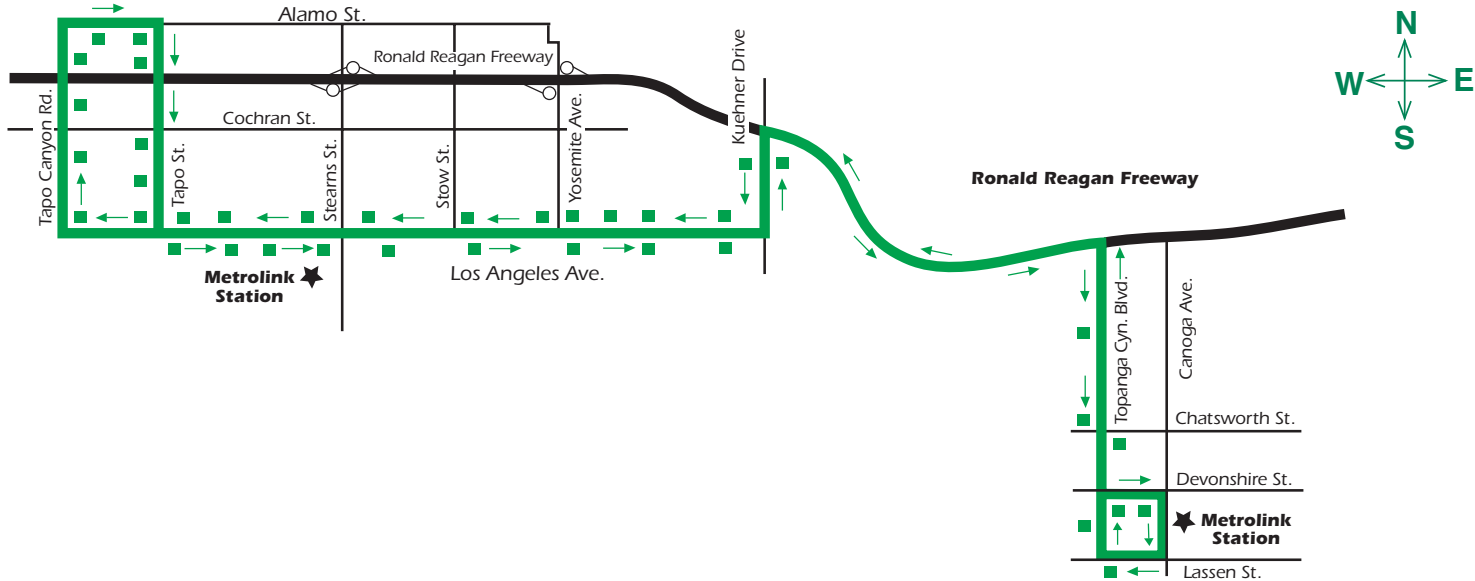 Alamo St.
Ronald Reagan Freeway
Tapo Canyon Rd.
Cochran St.
Tapo St.
Stearns St.
Stow St.
Yosemite Ave.
Kuehner Drive
N
W
E
S
Ronald Reagan Freeway
Metrolink
Station
Los Angeles Ave.
Topanga Cyn. Blvd.
Canoga Ave.
Chatsworth St.
Devonshire St.
Metrolink
Station
Lassen St.